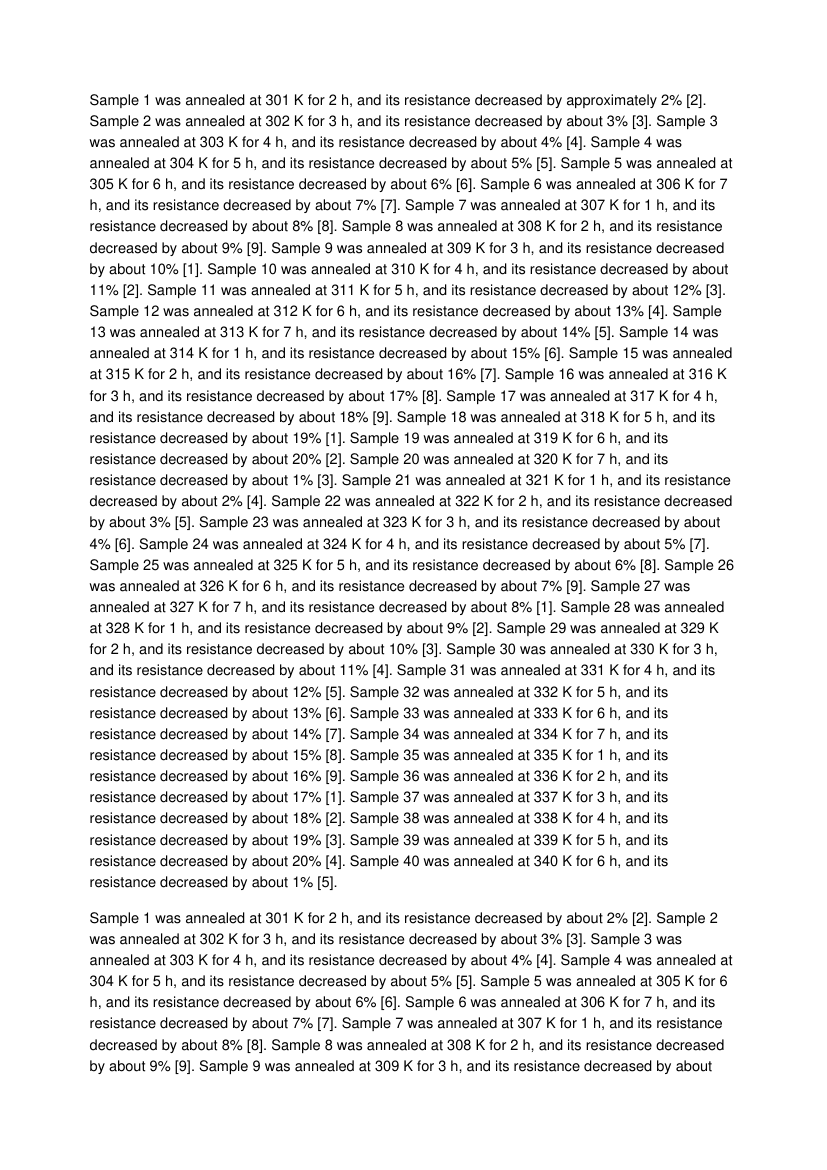 Sample 1 was annealed at 301 K for 2 h, and its resistance decreased by approximately 2% [2].
Sample 2 was annealed at 302 K for 3 h, and its resistance decreased by about 3% [3]. Sample 3
was annealed at 303 K for 4 h, and its resistance decreased by about 4% [4]. Sample 4 was
annealed at 304 K for 5 h, and its resistance decreased by about 5% [5]. Sample 5 was annealed at
305 K for 6 h, and its resistance decreased by about 6% [6]. Sample 6 was annealed at 306 K for 7
h, and its resistance decreased by about 7% [7]. Sample 7 was annealed at 307 K for 1 h, and its
resistance decreased by about 8% [8]. Sample 8 was annealed at 308 K for 2 h, and its resistance
decreased by about 9% [9]. Sample 9 was annealed at 309 K for 3 h, and its resistance decreased
by about 10% [1]. Sample 10 was annealed at 310 K for 4 h, and its resistance decreased by about
11% [2]. Sample 11 was annealed at 311 K for 5 h, and its resistance decreased by about 12% [3].
Sample 12 was annealed at 312 K for 6 h, and its resistance decreased by about 13% [4]. Sample
13 was annealed at 313 K for 7 h, and its resistance decreased by about 14% [5]. Sample 14 was
annealed at 314 K for 1 h, and its resistance decreased by about 15% [6]. Sample 15 was annealed
at 315 K for 2 h, and its resistance decreased by about 16% [7]. Sample 16 was annealed at 316 K
for 3 h, and its resistance decreased by about 17% [8]. Sample 17 was annealed at 317 K for 4 h,
and its resistance decreased by about 18% [9]. Sample 18 was annealed at 318 K for 5 h, and its
resistance decreased by about 19% [1]. Sample 19 was annealed at 319 K for 6 h, and its
resistance decreased by about 20% [2]. Sample 20 was annealed at 320 K for 7 h, and its
resistance decreased by about 1% [3]. Sample 21 was annealed at 321 K for 1 h, and its resistance
decreased by about 2% [4]. Sample 22 was annealed at 322 K for 2 h, and its resistance decreased
by about 3% [5]. Sample 23 was annealed at 323 K for 3 h, and its resistance decreased by about
4% [6]. Sample 24 was annealed at 324 K for 4 h, and its resistance decreased by about 5% [7].
Sample 25 was annealed at 325 K for 5 h, and its resistance decreased by about 6% [8]. Sample 26
was annealed at 326 K for 6 h, and its resistance decreased by about 7% [9]. Sample 27 was
annealed at 327 K for 7 h, and its resistance decreased by about 8% [1]. Sample 28 was annealed
at 328 K for 1 h, and its resistance decreased by about 9% [2]. Sample 29 was annealed at 329 K
for 2 h, and its resistance decreased by about 10% [3]. Sample 30 was annealed at 330 K for 3 h,
and its resistance decreased by about 11% [4]. Sample 31 was annealed at 331 K for 4 h, and its
resistance decreased by about 12% [5]. Sample 32 was annealed at 332 K for 5 h, and its
resistance decreased by about 13% [6]. Sample 33 was annealed at 333 K for 6 h, and its
resistance decreased by about 14% [7]. Sample 34 was annealed at 334 K for 7 h, and its
resistance decreased by about 15% [8]. Sample 35 was annealed at 335 K for 1 h, and its
resistance decreased by about 16% [9]. Sample 36 was annealed at 336 K for 2 h, and its
resistance decreased by about 17% [1]. Sample 37 was annealed at 337 K for 3 h, and its
resistance decreased by about 18% [2]. Sample 38 was annealed at 338 K for 4 h, and its
resistance decreased by about 19% [3]. Sample 39 was annealed at 339 K for 5 h, and its
resistance decreased by about 20% [4]. Sample 40 was annealed at 340 K for 6 h, and its
resistance decreased by about 1% [5].
Sample 1 was annealed at 301 K for 2 h, and its resistance decreased by about 2% [2]. Sample 2
was annealed at 302 K for 3 h, and its resistance decreased by about 3% [3]. Sample 3 was
annealed at 303 K for 4 h, and its resistance decreased by about 4% [4]. Sample 4 was annealed at
304 K for 5 h, and its resistance decreased by about 5% [5]. Sample 5 was annealed at 305 K for 6
h, and its resistance decreased by about 6% [6]. Sample 6 was annealed at 306 K for 7 h, and its
resistance decreased by about 7% [7]. Sample 7 was annealed at 307 K for 1 h, and its resistance
decreased by about 8% [8]. Sample 8 was annealed at 308 K for 2 h, and its resistance decreased
by about 9% [9]. Sample 9 was annealed at 309 K for 3 h, and its resistance decreased by about